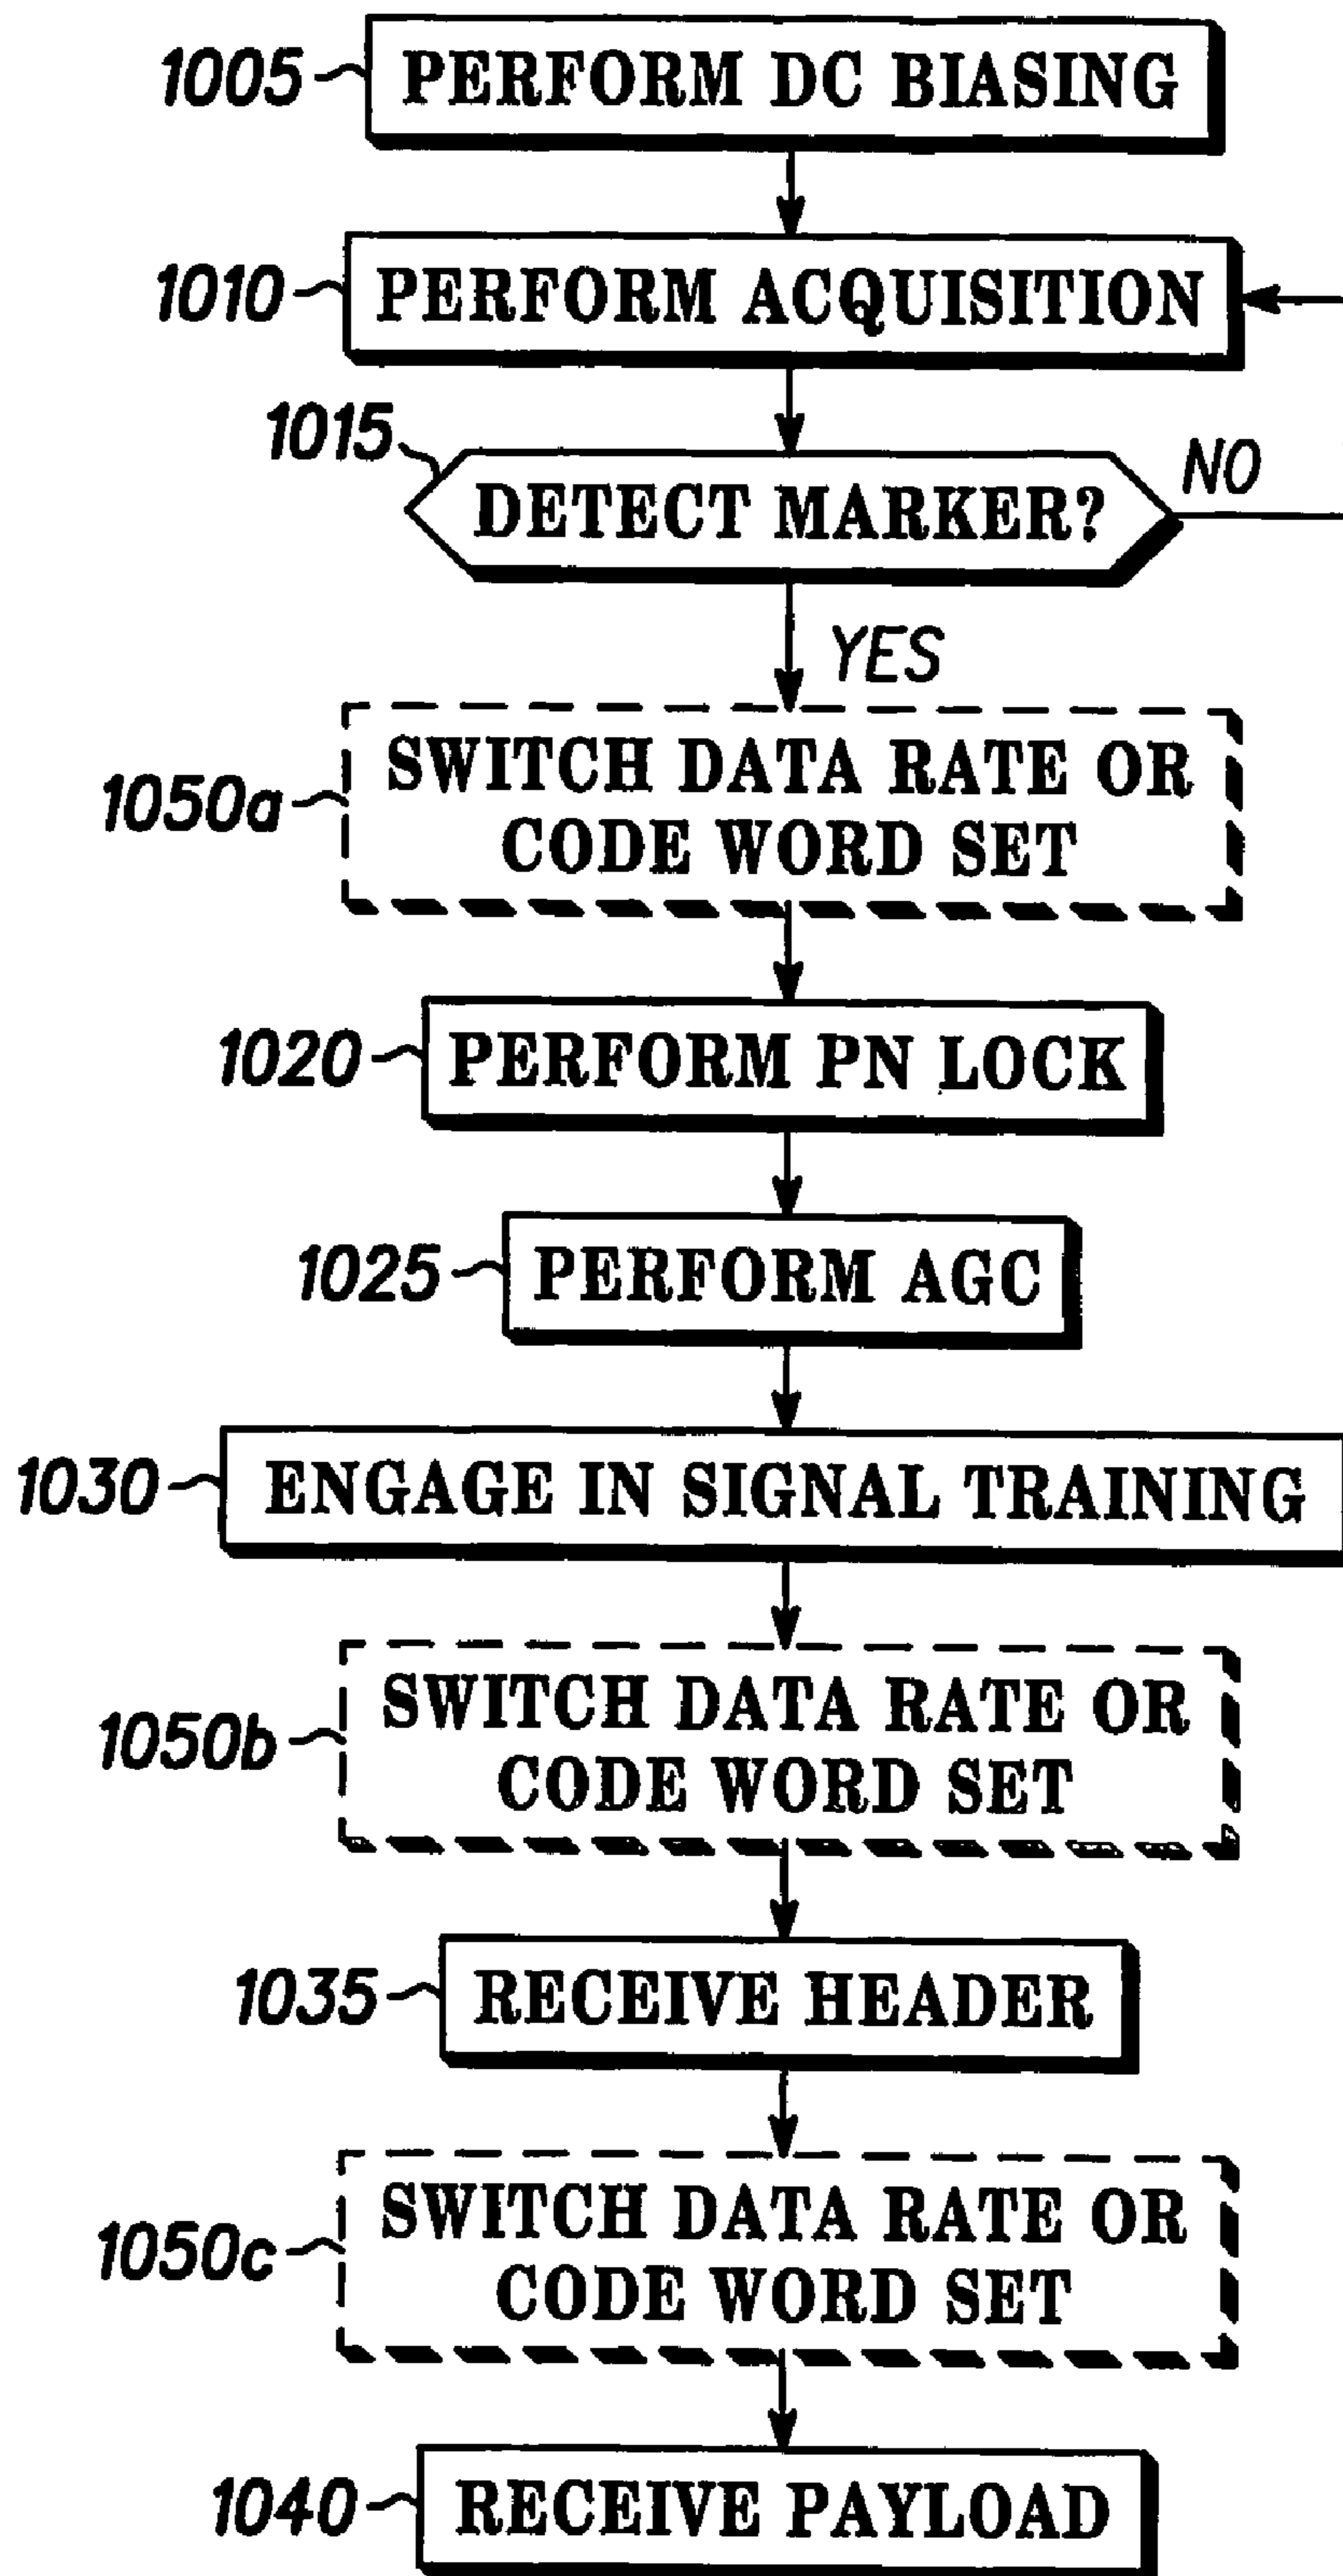 1005 PERFORM DC BIASING
1010 PERFORM ACQUISITION
1015
DETECT MARKER? NO
YES
1050a SWITCH DATA RATE OR
CODE WORD SET
1020 PERFORM PN LOCK
1025 PERFORM AGC
1030 ENGAGE IN SIGNAL TRAINING
1050b SWITCH DATA RATE OR
CODE WORD SET
1035 RECEIVE HEADER
1050c SWITCH DATA RATE OR
CODE WORD SET
1040 RECEIVE PAYLOAD